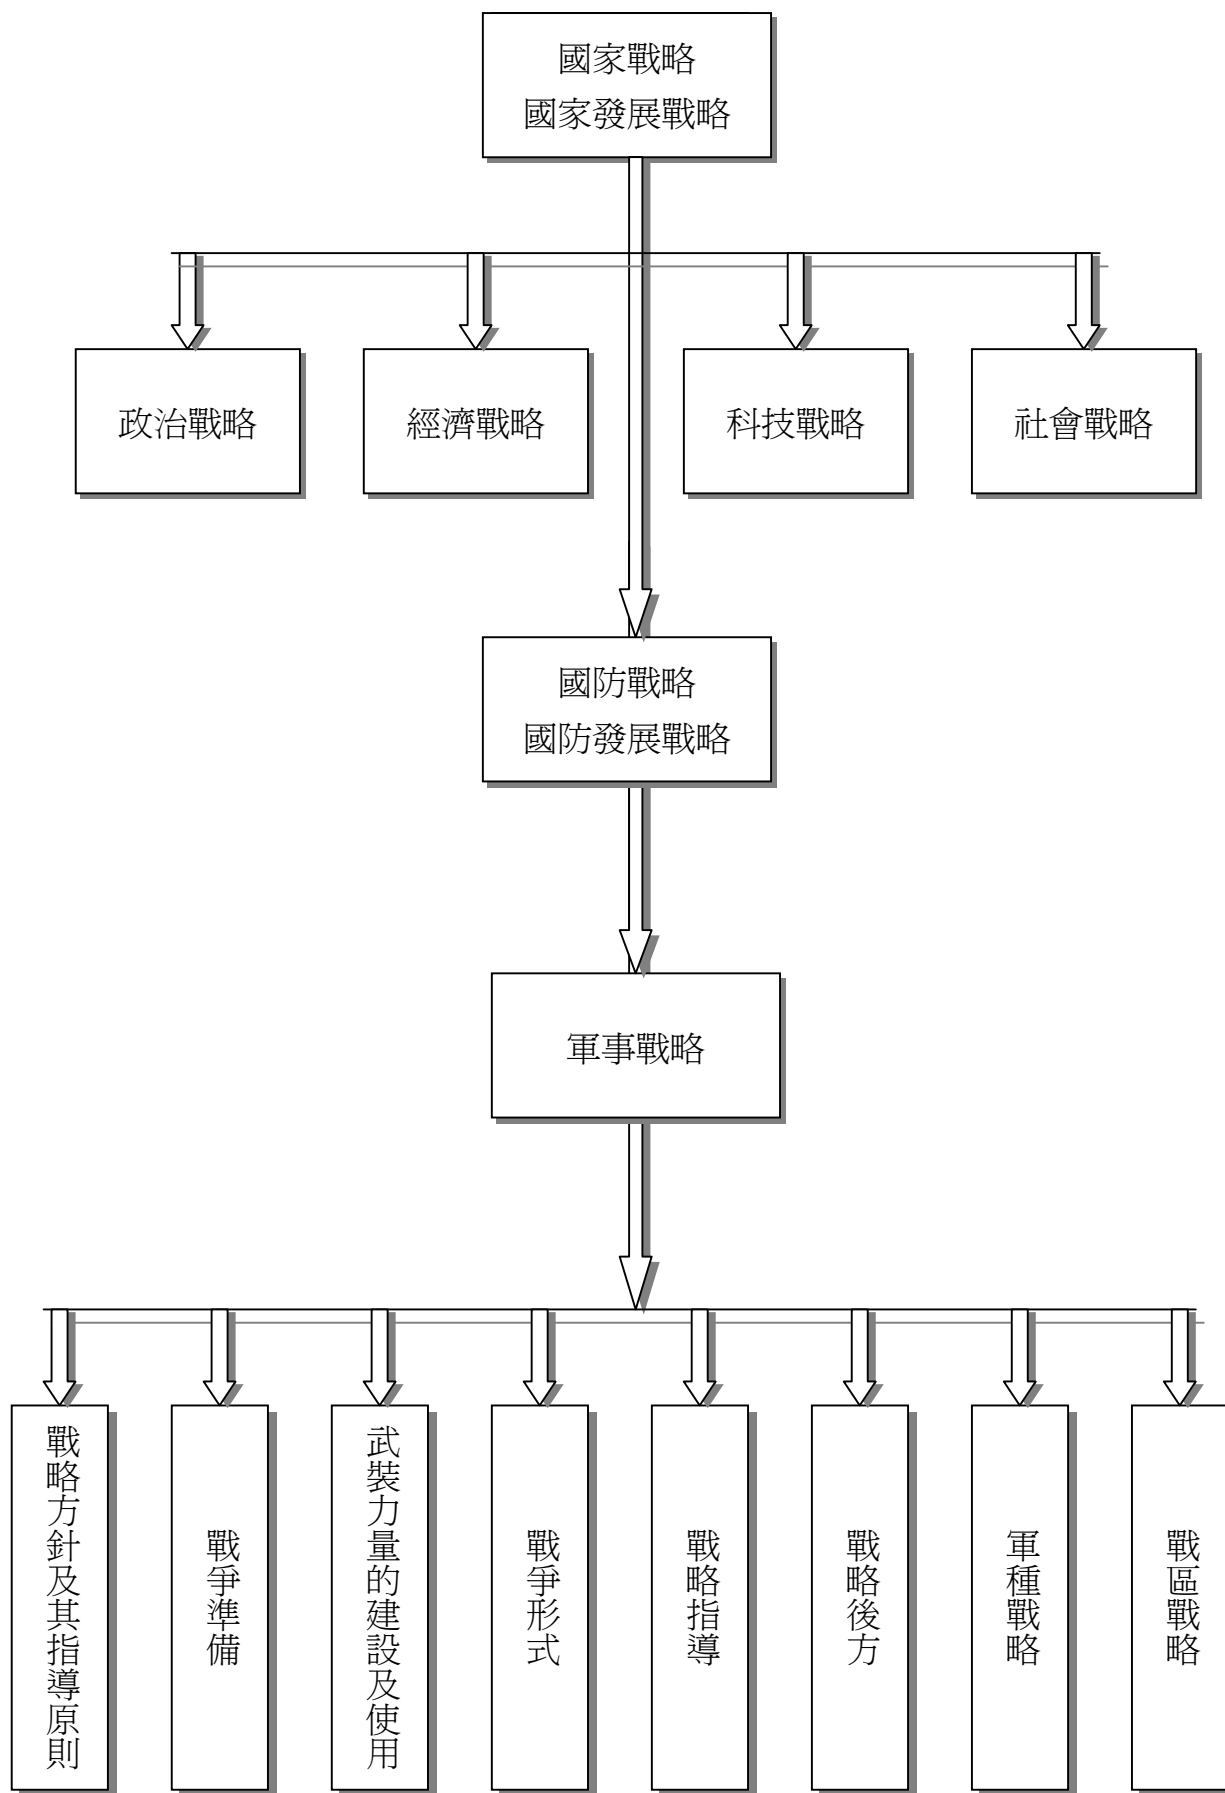 國家戰略
國家發展戰略
政治戰略
經濟戰略
科技戰略
社會戰略
國防戰略
國防發展戰略
軍事戰略
戰略方針及其指導原則
戰爭準備
武裝力量的建設及使用
戰爭形式
戰略指導
戰略後方
軍種戰略
戰區戰略